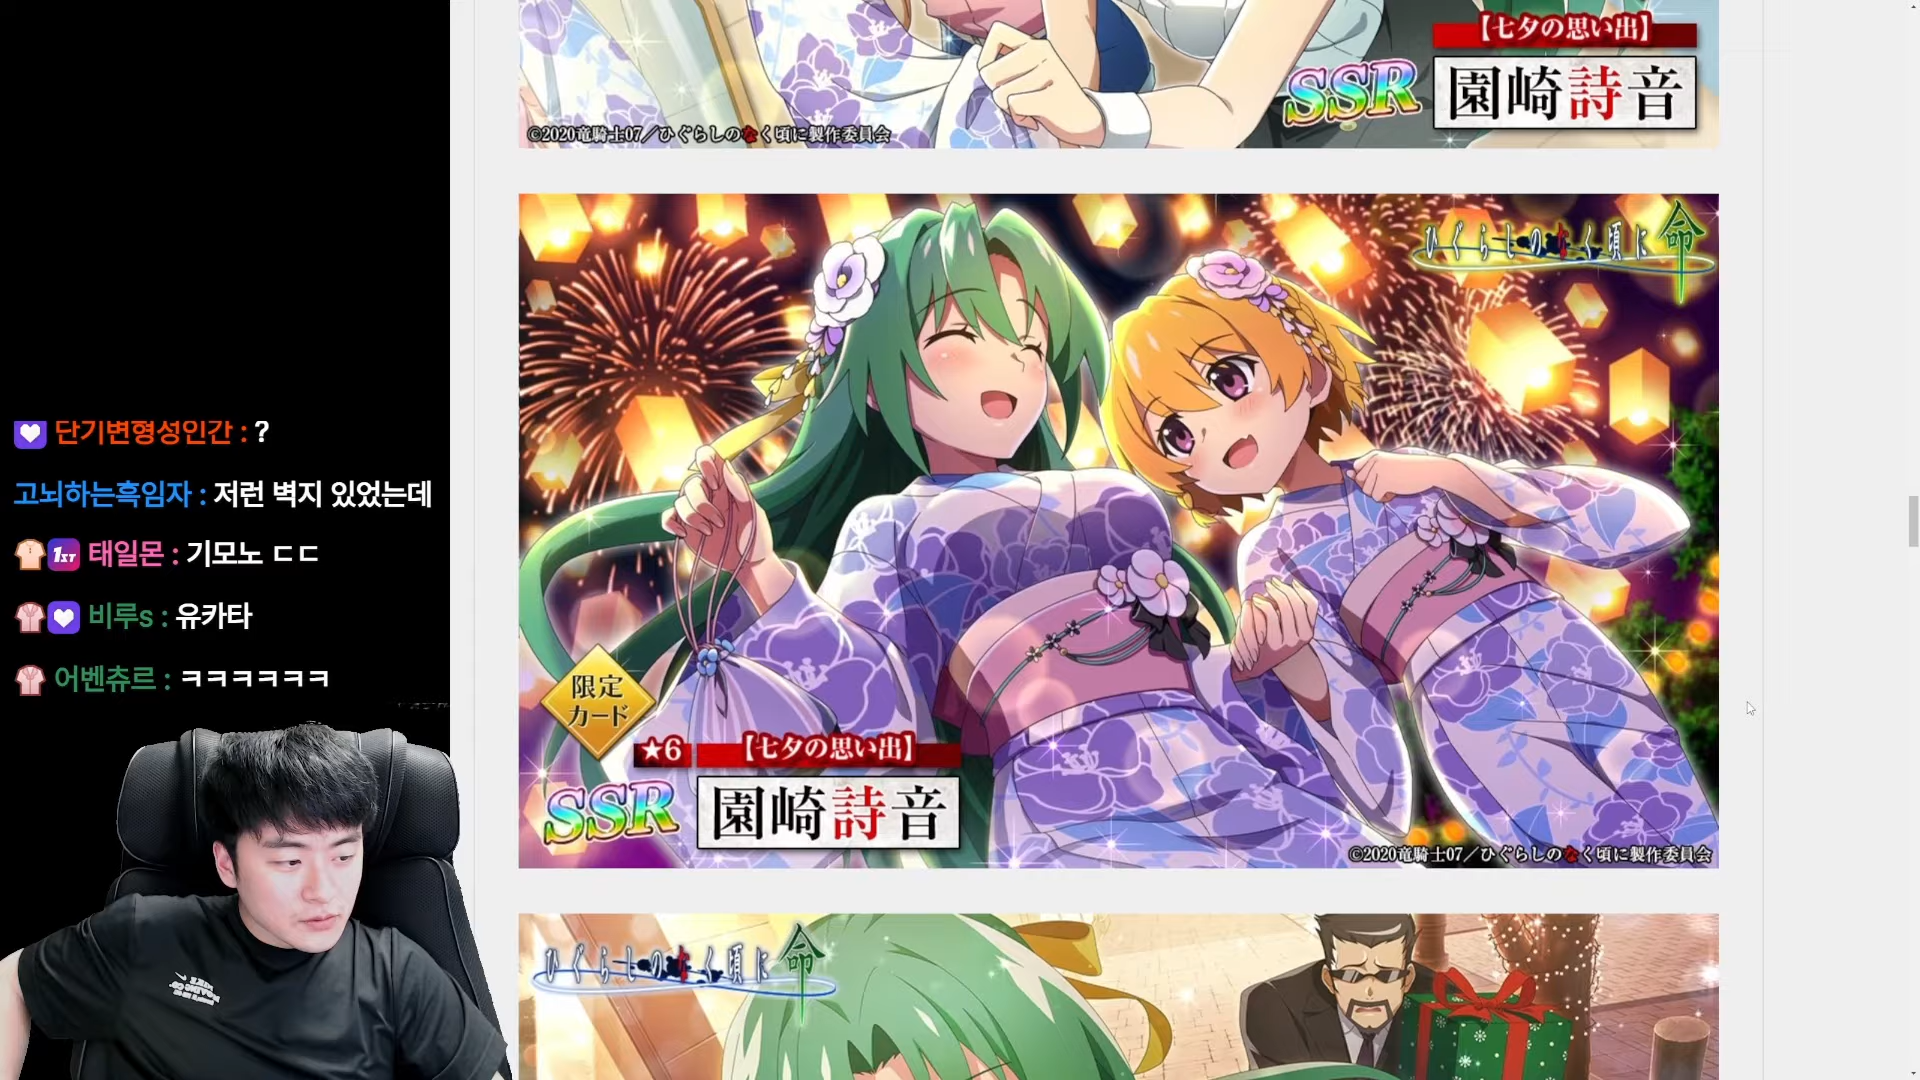 【七夕の思い出】
SSR 園崎詩音
©2020竜騎士07／ひぐらしのなく頃に製作委員会
ひぐらしのなく頃に 命
단기변형성인간 : ?
고뇌하는흑임자 : 저런 벽지 있었는데
1ST 태일몬 : 기모노 ㄷㄷ
비루s : 유카타
어벤츄르 : ㅋㅋㅋㅋㅋㅋㅋ
限定
カード
★6 【七夕の思い出】
SSR 園崎詩音
©2020竜騎士07／ひぐらしのなく頃に製作委員会
ひぐらしのなく頃に 命